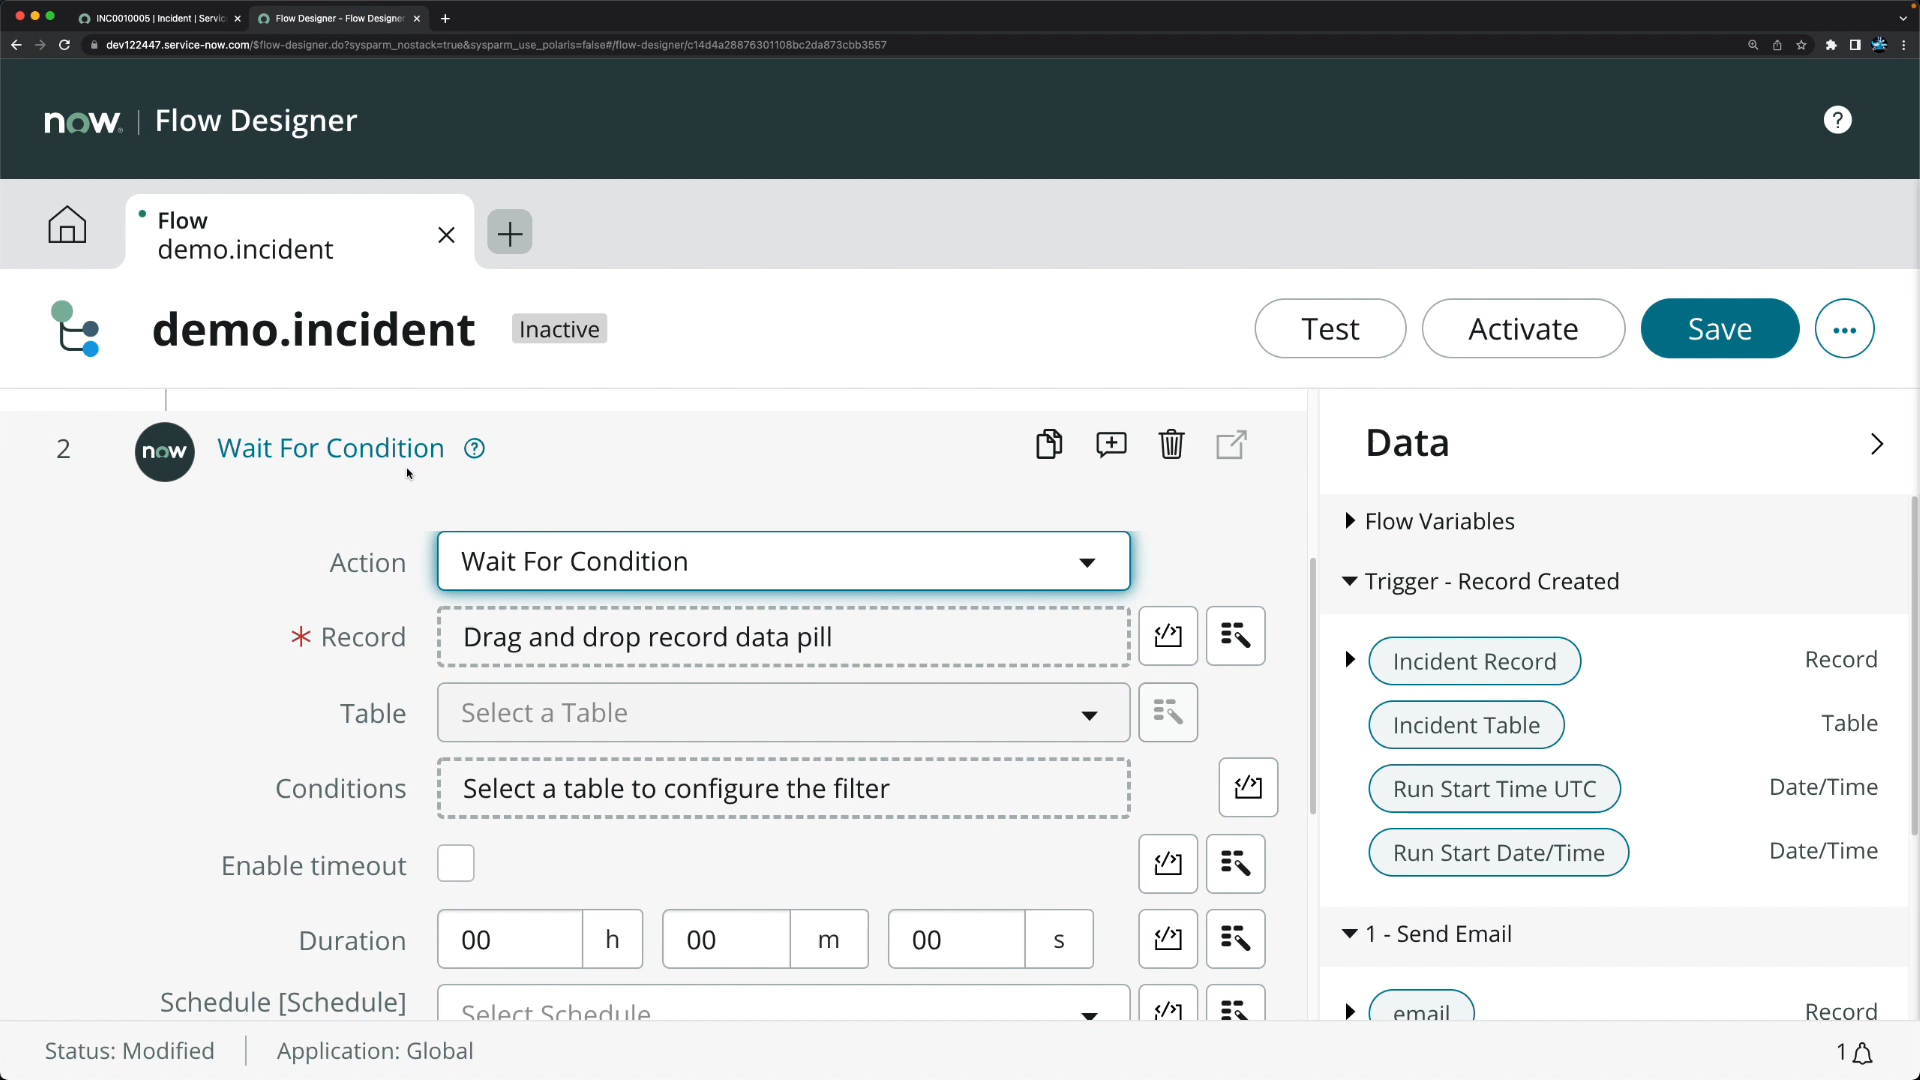 INC0010005 | Incident | Servic
Flow Designer - Flow Designer
dev122447.service-now.com/$flow-designer.do?sysparm_nostack=true&sysparm_use_polaris=false#/flow-designer/c14d4a28876301108bc2da873cbb3557
now. | Flow Designer
?
Flow
demo.incident
demo.incident
Inactive
Test
Activate
Save
2
now
Wait For Condition
?
Action
Wait For Condition
* Record
Drag and drop record data pill
Table
Select a Table
Conditions
Select a table to configure the filter
Enable timeout
Duration
00 h
00 m
00 s
Schedule [Schedule]
Select Schedule
Data
Flow Variables
Trigger - Record Created
Incident Record
Record
Incident Table
Table
Run Start Time UTC
Date/Time
Run Start Date/Time
Date/Time
1 - Send Email
email
Record
Status: Modified
Application: Global
1